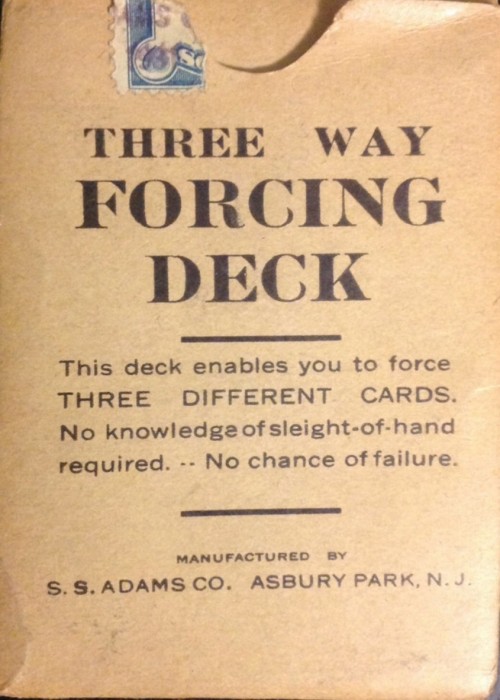 THREE WAY
FORCING
DECK
This deck enables you to force
THREE DIFFERENT CARDS.
No knowledge of sleight-of-hand
required. -- No chance of failure.
MANUFACTURED BY
S. S. ADAMS CO. ASBURY PARK, N. J.